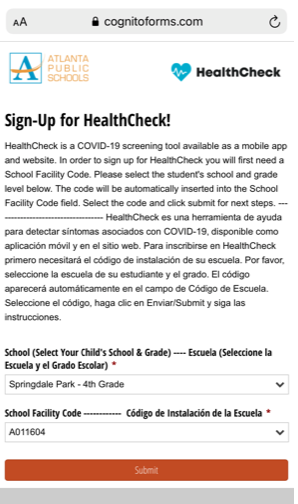 AA cognitoforms.com
ATLANTA
PUBLIC
SCHOOLS
HealthCheck
Sign-Up for HealthCheck!
HealthCheck is a COVID-19 screening tool available as a mobile app
and website. In order to sign up for HealthCheck you will first need a
School Facility Code. Please select the student's school and grade
level below. The code will be automatically inserted into the School
Facility Code field. Select the code and click submit for next steps. ---
-------------------------------- HealthCheck es una herramienta de ayuda
para detectar síntomas asociados con COVID-19, disponible como
aplicación móvil y en el sitio web. Para inscribirse en HealthCheck
primero necesitará el código de instalación de su escuela. Por favor,
seleccione la escuela de su estudiante y el grado. El código
aparecerá automáticamente en el campo de Código de Escuela.
Seleccione el código, haga clic en Enviar/Submit y siga las
instrucciones.
School (Select Your Child's School & Grade) ---- Escuela (Seleccione la
Escuela y el Grado Escolar) *
Springdale Park - 4th Grade
School Facility Code ------------ Código de Instalación de la Escuela *
A011604
Submit